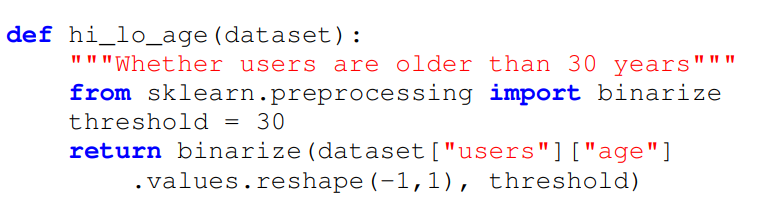 def hi_lo_age(dataset):
    """Whether users are older than 30 years"""
    from sklearn.preprocessing import binarize
    threshold = 30
    return binarize(dataset["users"]["age"]
        .values.reshape(-1,1), threshold)